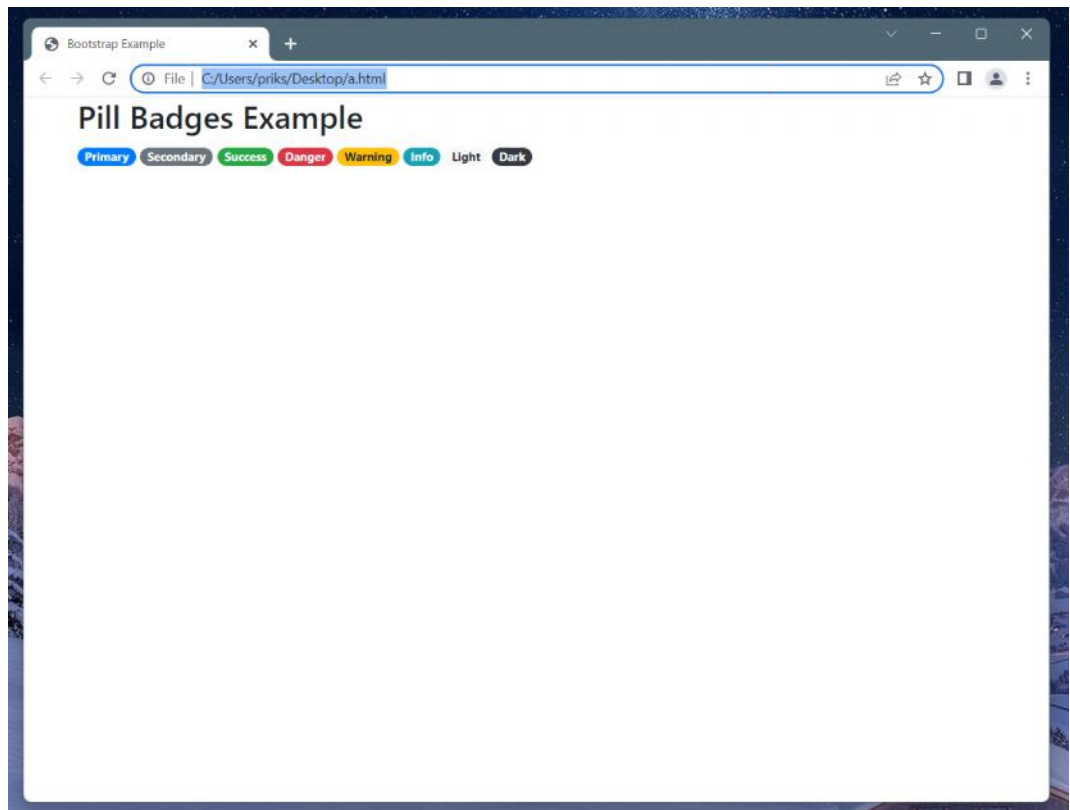 Bootstrap Example
File | C:/Users/priks/Desktop/a.html
Pill Badges Example
Primary Secondary Success Danger Warning Info Light Dark